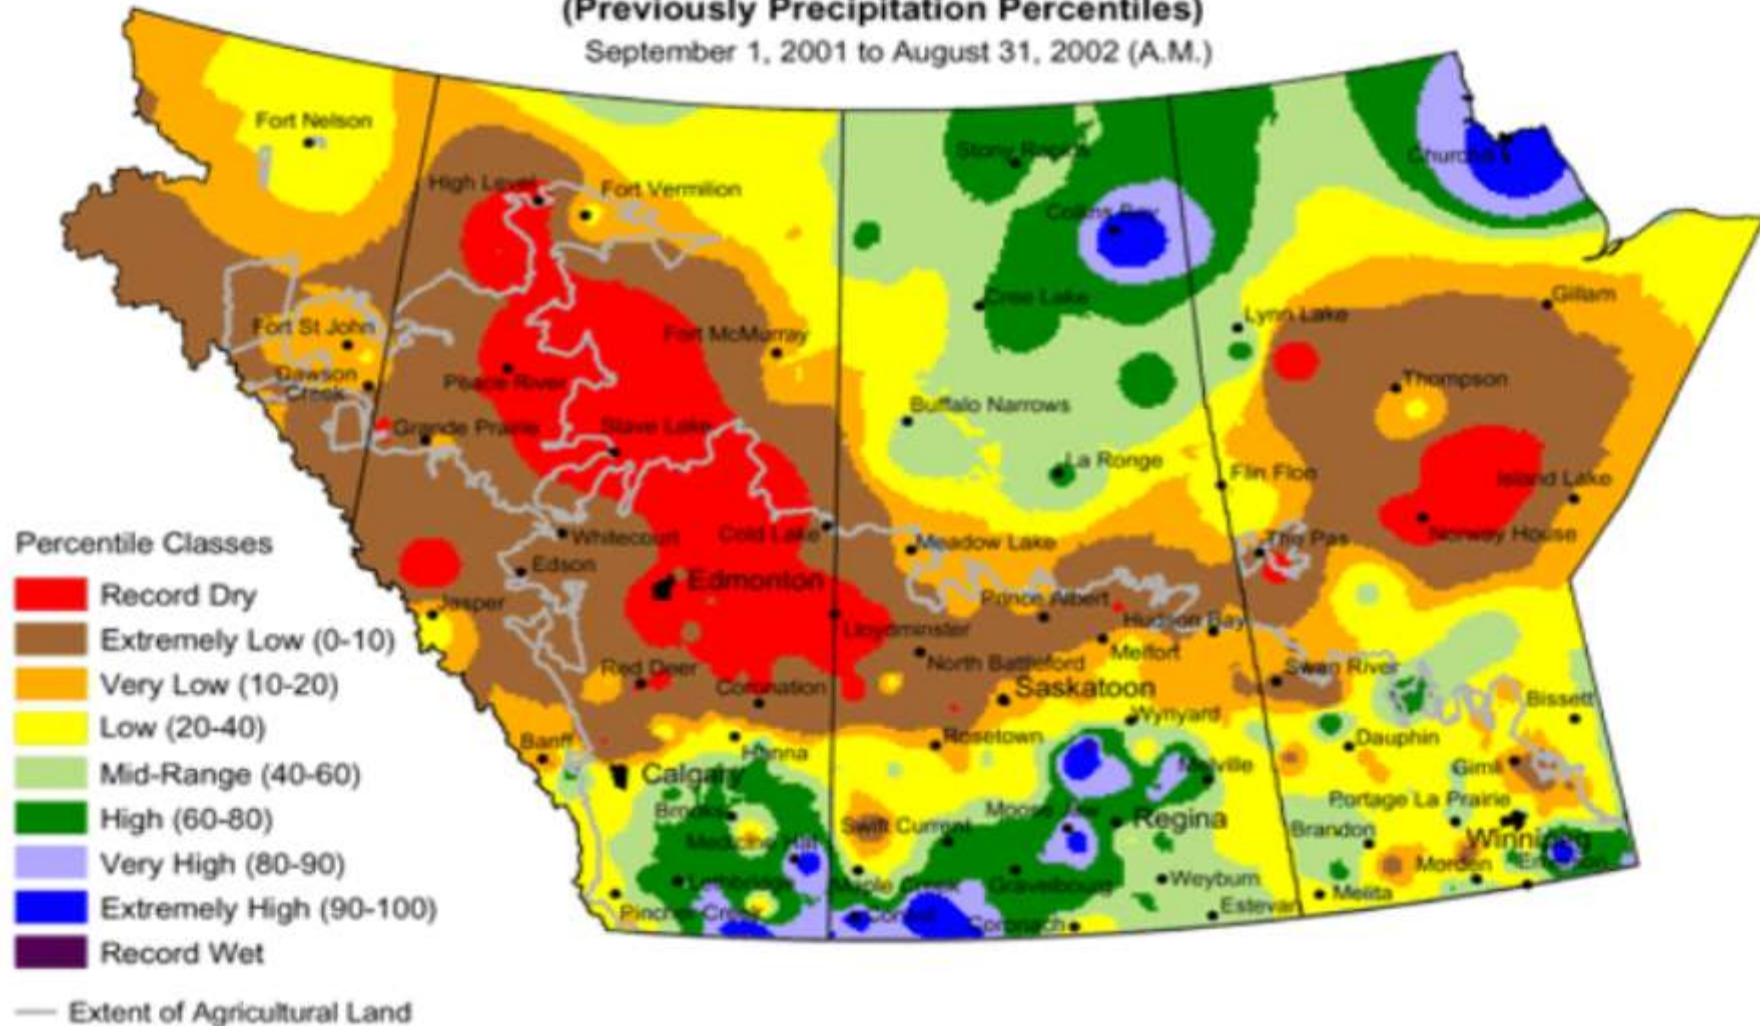 (Previously Precipitation Percentiles)
September 1, 2001 to August 31, 2002 (A.M.)
Fort Nelson
High Level
Fort Vermilion
Stony Rapids
Churchill
Collins Bay
Cree Lake
Gillam
Lynn Lake
Fort St John
Fort McMurray
Dawson
Creek
Peace River
Thompson
Buffalo Narrows
Grande Prairie
Slave Lake
La Ronge
Flin Flon
Island Lake
Whitecourt
Cold Lake
Meadow Lake
The Pas
Norway House
Edson
Edmonton
Jasper
Prince Albert
Hudson Bay
Lloydminster
Melfort
North Battleford
Red Deer
Swan River
Coronation
Saskatoon
Bissett
Wynyard
Banff
Hanna
Rosetown
Dauphin
Calgary
Melville
Gimli
Brooks
Moose Jaw
Regina
Portage La Prairie
Swift Current
Brandon
Winnipeg
Medicine Hat
Morden
Emerson
Lethbridge
Maple Creek
Gravelbourg
Weyburn
Melita
Pincher Creek
Consul
Coronach
Estevan
Percentile Classes
Record Dry
Extremely Low (0-10)
Very Low (10-20)
Low (20-40)
Mid-Range (40-60)
High (60-80)
Very High (80-90)
Extremely High (90-100)
Record Wet
Extent of Agricultural Land